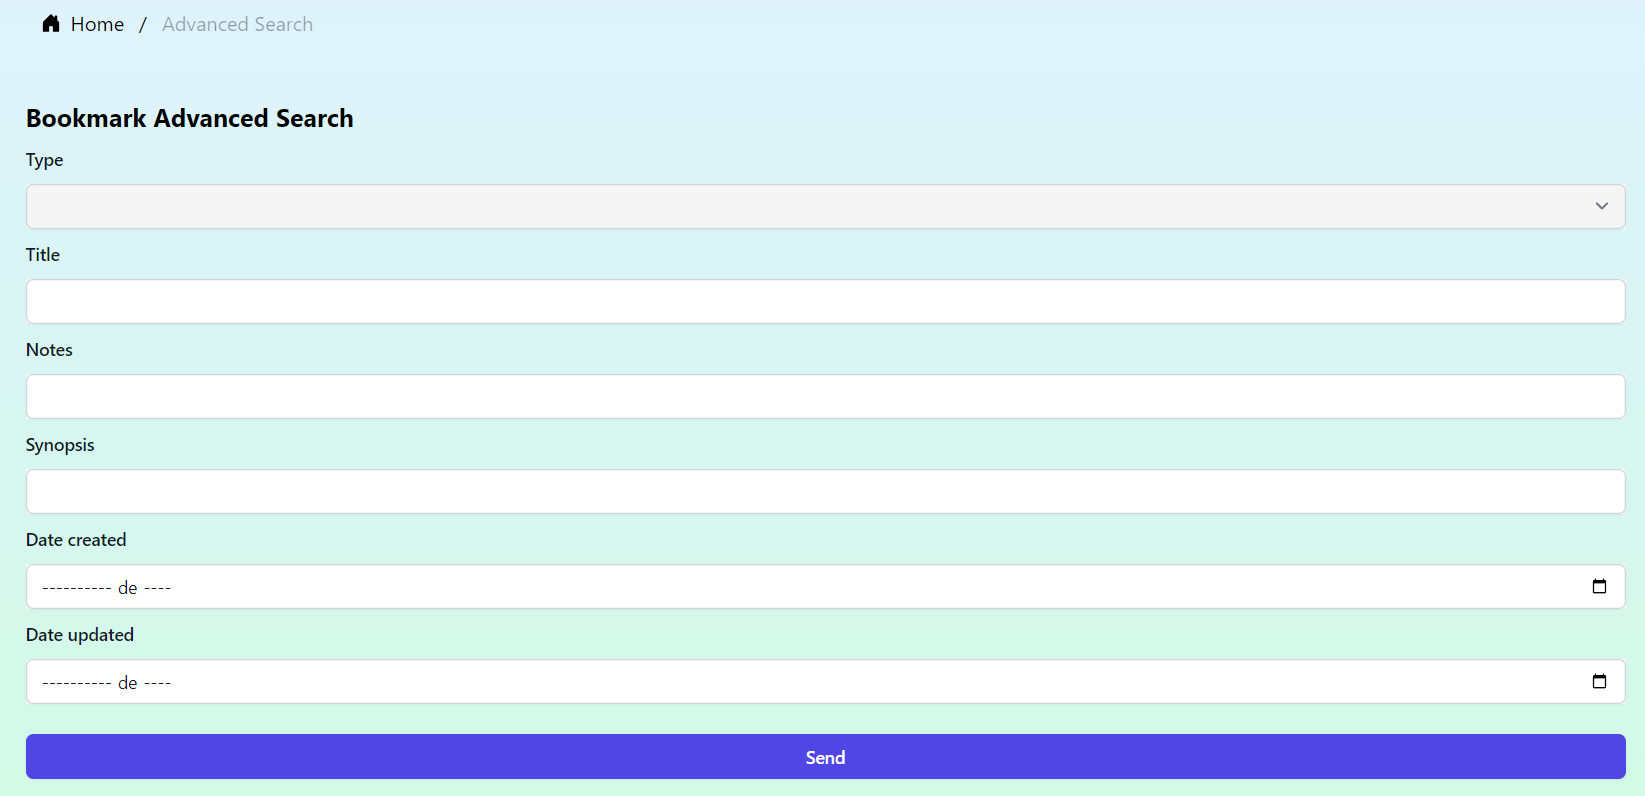 Home / Advanced Search
Bookmark Advanced Search
Type
Title
Notes
Synopsis
Date created
---------- de ----
Date updated
---------- de ----
Send